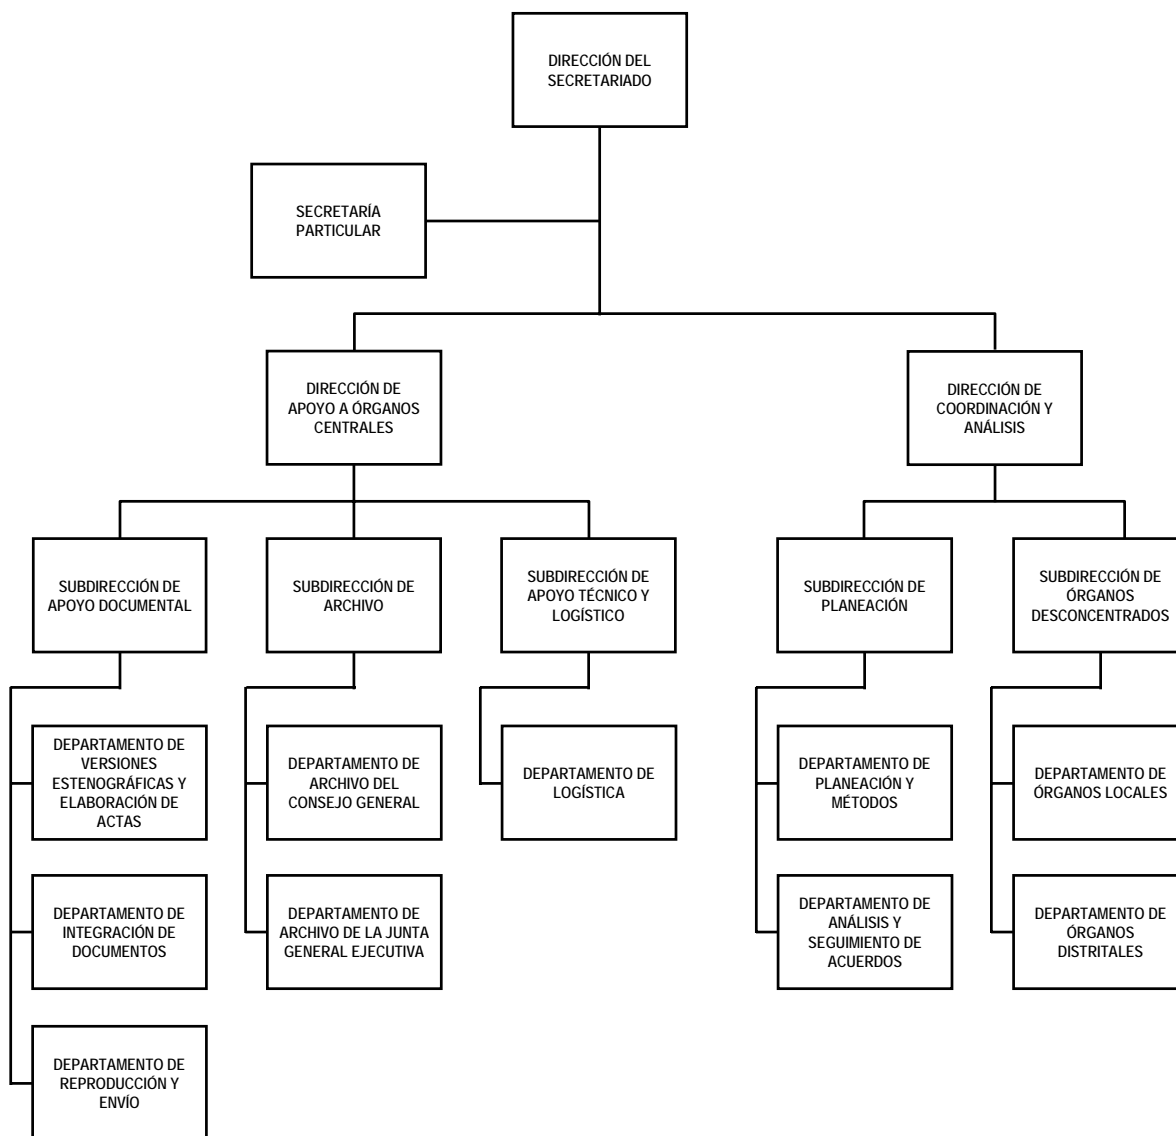 DIRECCIÓN DEL
SECRETARIADO
SECRETARÍA
PARTICULAR
DIRECCIÓN DE
APOYO A ÓRGANOS
CENTRALES
DIRECCIÓN DE
COORDINACIÓN Y
ANÁLISIS
SUBDIRECCIÓN DE
APOYO DOCUMENTAL
SUBDIRECCIÓN DE
ARCHIVO
SUBDIRECCIÓN DE
APOYO TÉCNICO Y
LOGÍSTICO
SUBDIRECCIÓN DE
PLANEACIÓN
SUBDIRECCIÓN DE
ÓRGANOS
DESCONCENTRADOS
DEPARTAMENTO DE
VERSIONES
ESTENOGRÁFICAS Y
ELABORACIÓN DE
ACTAS
DEPARTAMENTO DE
ARCHIVO DEL
CONSEJO GENERAL
DEPARTAMENTO DE
LOGÍSTICA
DEPARTAMENTO DE
PLANEACIÓN Y
MÉTODOS
DEPARTAMENTO DE
ÓRGANOS LOCALES
DEPARTAMENTO DE
INTEGRACIÓN DE
DOCUMENTOS
DEPARTAMENTO DE
ARCHIVO DE LA JUNTA
GENERAL EJECUTIVA
DEPARTAMENTO DE
ANÁLISIS Y
SEGUIMIENTO DE
ACUERDOS
DEPARTAMENTO DE
ÓRGANOS
DISTRITALES
DEPARTAMENTO DE
REPRODUCCIÓN Y
ENVÍO